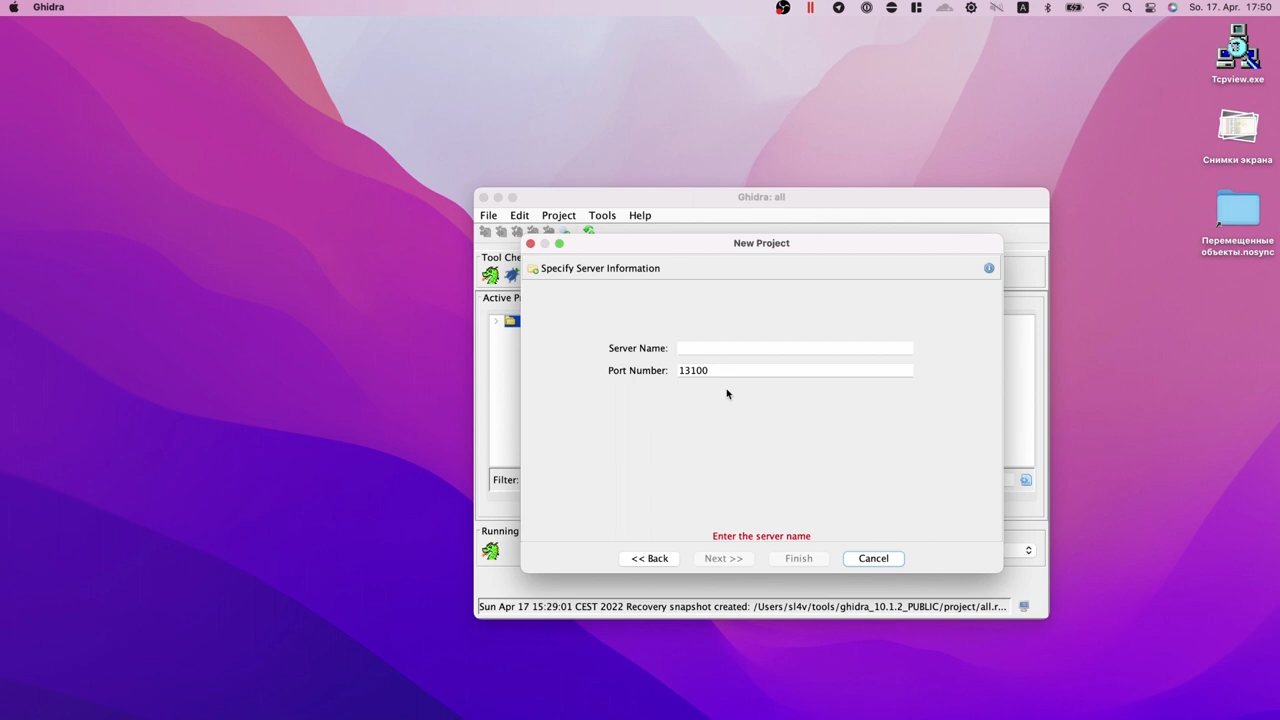 Ghidra
A
So. 17. Apr. 17:50
Tcpview.exe
Снимки экрана
Перемещенные
объекты.nosync
Ghidra: all
File Edit Project Tools Help
New Project
Tool Che
Specify Server Information
Active P
Server Name:
Port Number: 13100
Filter:
Running
Enter the server name
<< Back Next >> Finish Cancel
Sun Apr 17 15:29:01 CEST 2022 Recovery snapshot created: /Users/sl4v/tools/ghidra_10.1.2_PUBLIC/project/all.r...